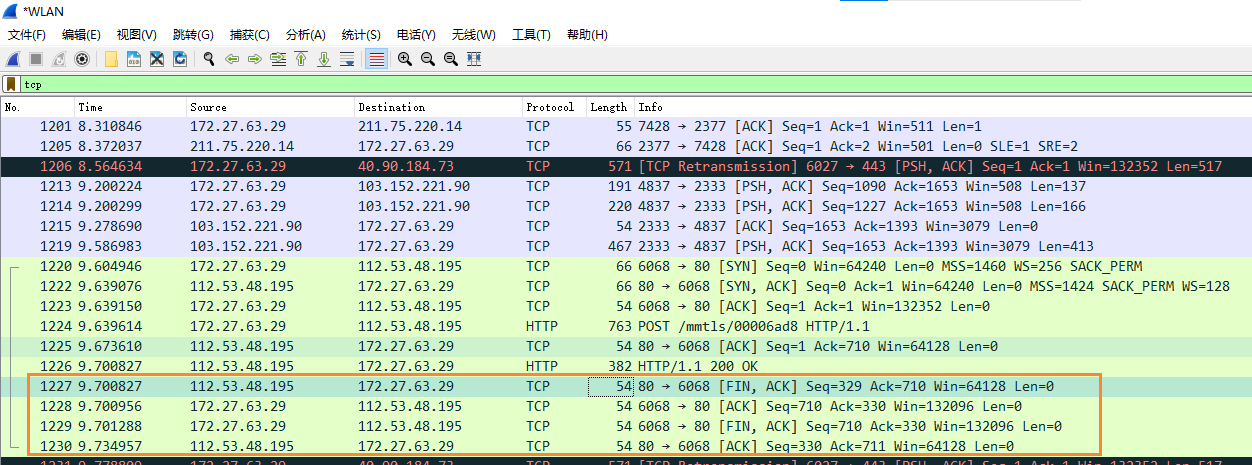 *WLAN
文件(F) 编辑(E) 视图(V) 跳转(G) 捕获(C) 分析(A) 统计(S) 电话(Y) 无线(W) 工具(T) 帮助(H)
tcp
No. Time Source Destination Protocol Length Info
1201 8.310846 172.27.63.29 211.75.220.14 TCP 55 7428 → 2377 [ACK] Seq=1 Ack=1 Win=511 Len=1
1205 8.372037 211.75.220.14 172.27.63.29 TCP 66 2377 → 7428 [ACK] Seq=1 Ack=2 Win=501 Len=0 SLE=1 SRE=2
1206 8.564634 172.27.63.29 40.90.184.73 TCP 571 [TCP Retransmission] 6027 → 443 [PSH, ACK] Seq=1 Ack=1 Win=132352 Len=517
1213 9.200224 172.27.63.29 103.152.221.90 TCP 191 4837 → 2333 [PSH, ACK] Seq=1090 Ack=1653 Win=508 Len=137
1214 9.200299 172.27.63.29 103.152.221.90 TCP 220 4837 → 2333 [PSH, ACK] Seq=1227 Ack=1653 Win=508 Len=166
1215 9.278690 103.152.221.90 172.27.63.29 TCP 54 2333 → 4837 [ACK] Seq=1653 Ack=1393 Win=3079 Len=0
1219 9.586983 103.152.221.90 172.27.63.29 TCP 467 2333 → 4837 [PSH, ACK] Seq=1653 Ack=1393 Win=3079 Len=413
1220 9.604946 172.27.63.29 112.53.48.195 TCP 66 6068 → 80 [SYN] Seq=0 Win=64240 Len=0 MSS=1460 WS=256 SACK_PERM
1222 9.639076 112.53.48.195 172.27.63.29 TCP 66 80 → 6068 [SYN, ACK] Seq=0 Ack=1 Win=64240 Len=0 MSS=1424 SACK_PERM WS=128
1223 9.639150 172.27.63.29 112.53.48.195 TCP 54 6068 → 80 [ACK] Seq=1 Ack=1 Win=132352 Len=0
1224 9.639614 172.27.63.29 112.53.48.195 HTTP 763 POST /mmtls/00006ad8 HTTP/1.1
1225 9.673610 112.53.48.195 172.27.63.29 TCP 54 80 → 6068 [ACK] Seq=1 Ack=710 Win=64128 Len=0
1226 9.700827 112.53.48.195 172.27.63.29 HTTP 382 HTTP/1.1 200 OK
1227 9.700827 112.53.48.195 172.27.63.29 TCP 54 80 → 6068 [FIN, ACK] Seq=329 Ack=710 Win=64128 Len=0
1228 9.700956 172.27.63.29 112.53.48.195 TCP 54 6068 → 80 [ACK] Seq=710 Ack=330 Win=132096 Len=0
1229 9.701288 172.27.63.29 112.53.48.195 TCP 54 6068 → 80 [FIN, ACK] Seq=710 Ack=330 Win=132096 Len=0
1230 9.734957 112.53.48.195 172.27.63.29 TCP 54 80 → 6068 [ACK] Seq=330 Ack=711 Win=64128 Len=0